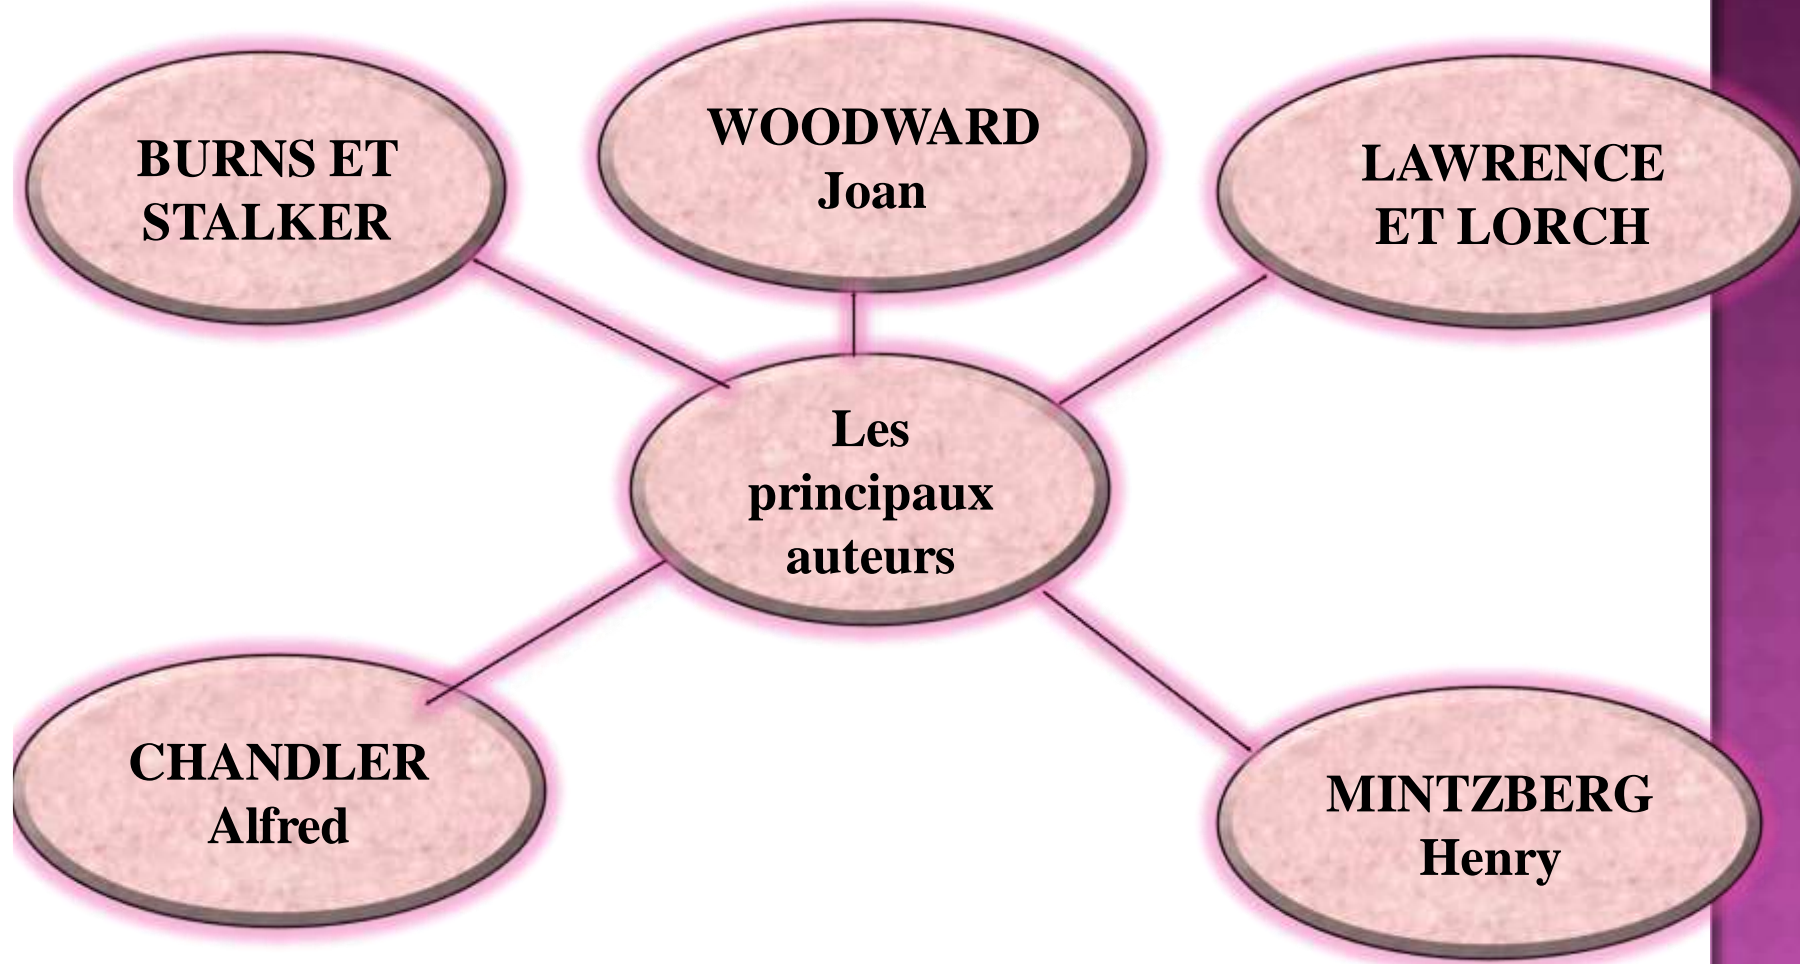 BURNS ET
STALKER
WOODWARD
Joan
LAWRENCE
ET LORCH
Les
principaux
auteurs
CHANDLER
Alfred
MINTZBERG
Henry